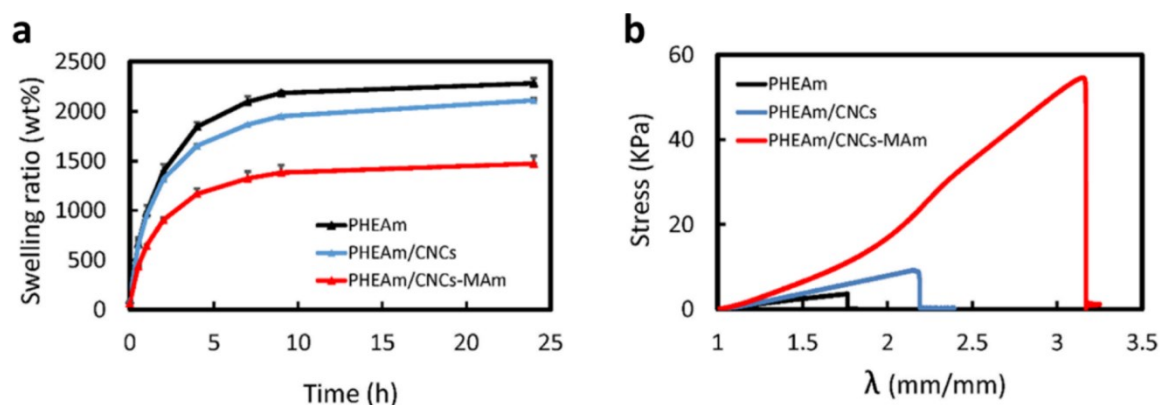 a
2500
2000
1500
1000
500
0
Swelling ratio (wt%)
PHEAm
PHEAm/CNCs
PHEAm/CNCs-MAm
0 5 10 15 20 25
Time (h)
b
60
40
20
0
Stress (KPa)
PHEAm
PHEAm/CNCs
PHEAm/CNCs-MAm
1 1.5 2 2.5 3 3.5
λ (mm/mm)